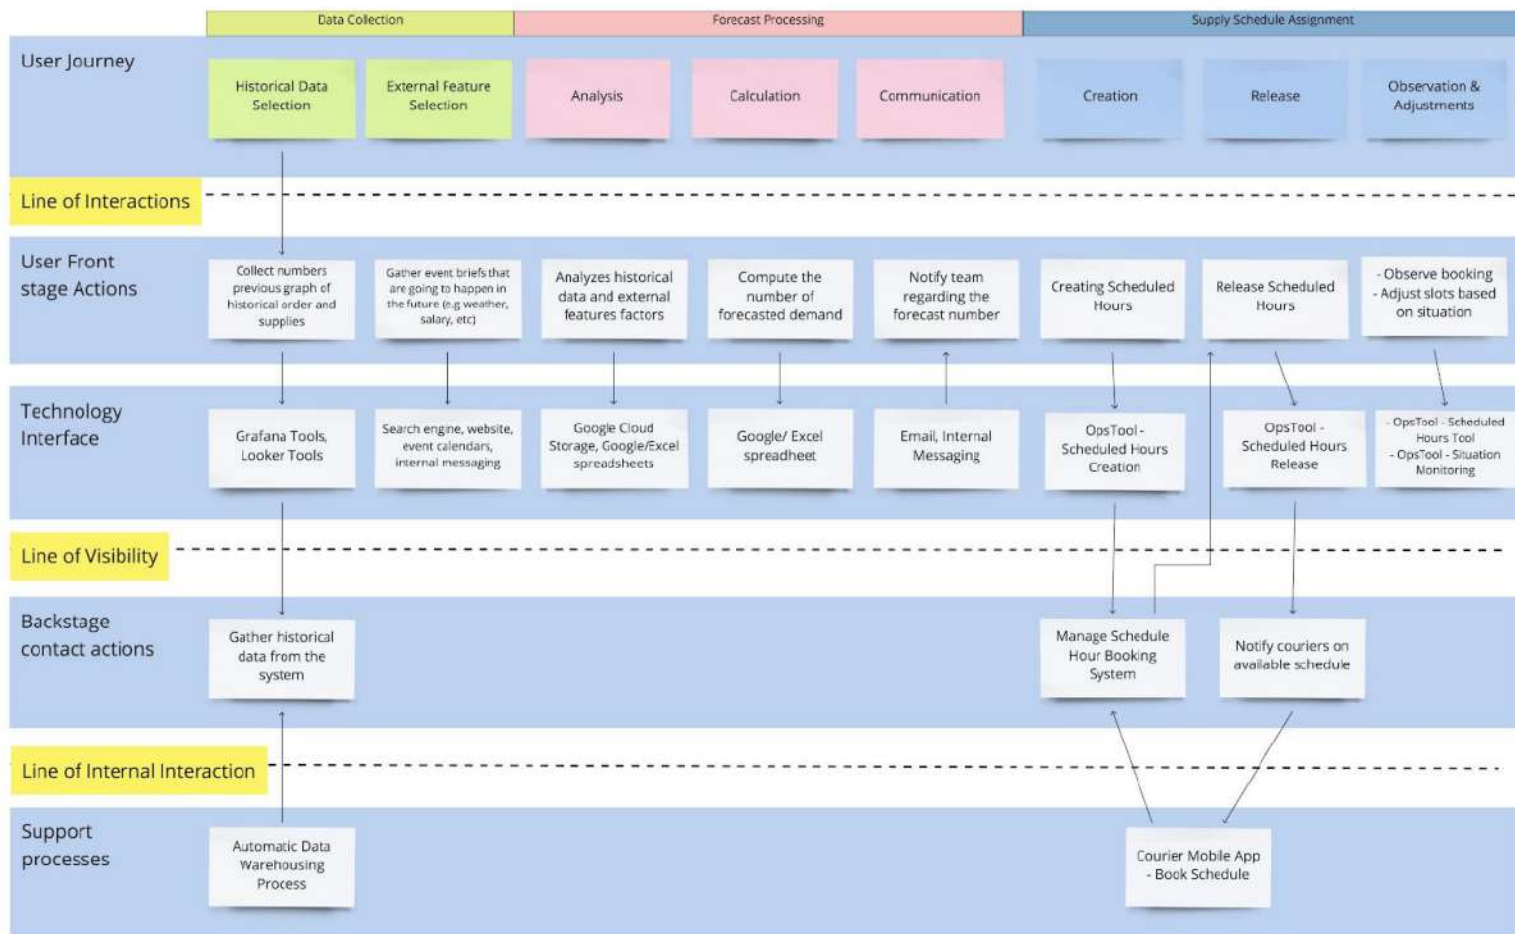 Data Collection
Forecast Processing
Supply Schedule Assignment
User Journey
Historical Data
Selection
External Feature
Selection
Analysis
Calculation
Communication
Creation
Release
Observation &
Adjustments
Line of Interactions
User Front
stage Actions
Collect numbers
previous graph of
historical order and
supplies
Gather event briefs that
are going to happen in
the future (e.g weather,
salary, etc)
Analyzes historical
data and external
features factors
Compute the
number of
forecasted demand
Notify team
regarding the
forecast number
Creating Scheduled
Hours
Release Scheduled
Hours
- Observe booking
- Adjust slots based
on situation
Technology
Interface
Grafana Tools,
Looker Tools
Search engine, website,
event calendars,
internal messaging
Google Cloud
Storage, Google/Excel
spreadsheets
Google/ Excel
spreadheet
Email, Internal
Messaging
OpsTool -
Scheduled Hours
Creation
OpsTool -
Scheduled Hours
Release
- OpsTool - Scheduled
Hours Tool
- OpsTool - Situation
Monitoring
Line of Visibility
Backstage
contact actions
Gather historical
data from the
system
Manage Schedule
Hour Booking
System
Notify couriers on
available schedule
Line of Internal Interaction
Support
processes
Automatic Data
Warehousing
Process
Courier Mobile App
- Book Schedule